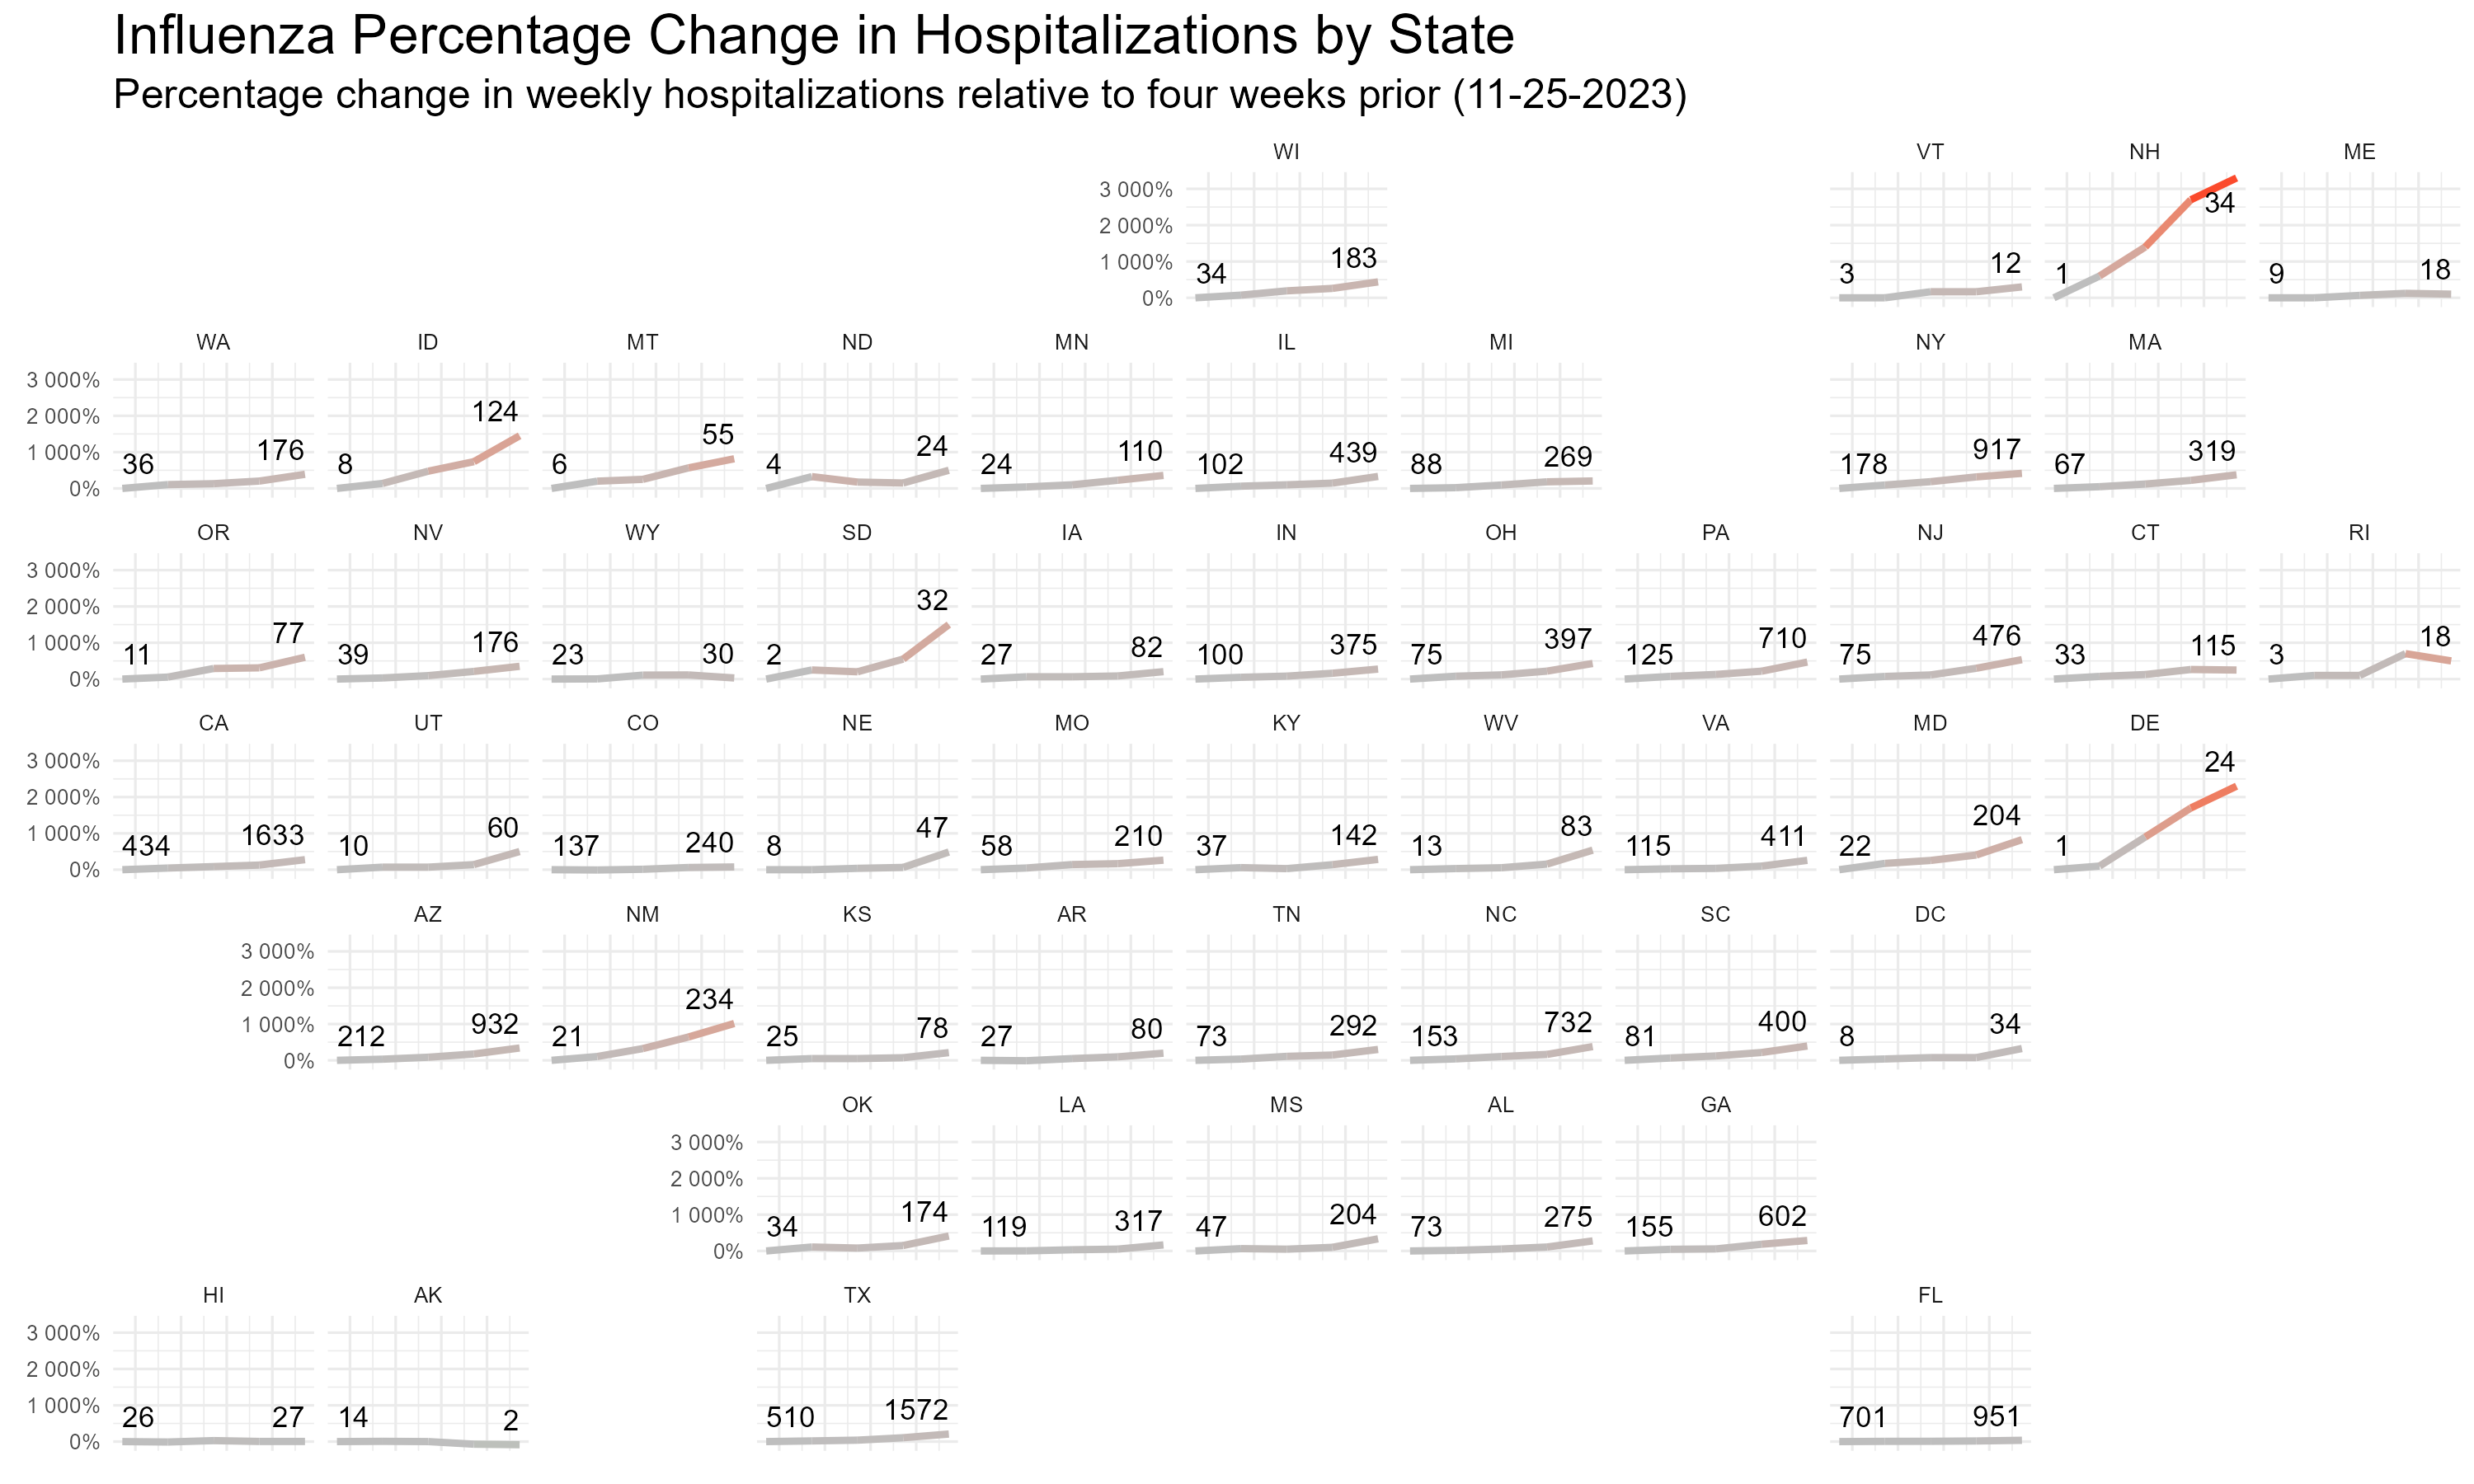 Influenza Percentage Change in Hospitalizations by State
Percentage change in weekly hospitalizations relative to four weeks prior (11-25-2023)
WI VT NH ME
3 000%
2 000%
1 000%
0%
34 183 3 12 1 34 9 18
WA ID MT ND MN IL MI NY MA
3 000%
2 000%
1 000%
0%
36 176 8 124 6 55 4 24 24 110 102 439 88 269 178 917 67 319
OR NV WY SD IA IN OH PA NJ CT RI
3 000%
2 000%
1 000%
0%
11 77 39 176 23 30 2 32 27 82 100 375 75 397 125 710 75 476 33 115 3 18
CA UT CO NE MO KY WV VA MD DE
3 000%
2 000%
1 000%
0%
434 1633 10 60 137 240 8 47 58 210 37 142 13 83 115 411 22 204 1 24
AZ NM KS AR TN NC SC DC
3 000%
2 000%
1 000%
0%
212 932 21 234 25 78 27 80 73 292 153 732 81 400 8 34
OK LA MS AL GA
3 000%
2 000%
1 000%
0%
34 174 119 317 47 204 73 275 155 602
HI AK TX FL
3 000%
2 000%
1 000%
0%
26 27 14 2 510 1572 701 951